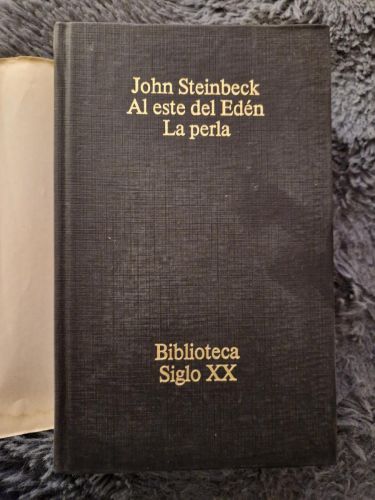 John Steinbeck
Al este del Edén
La perla
Biblioteca
Siglo XX